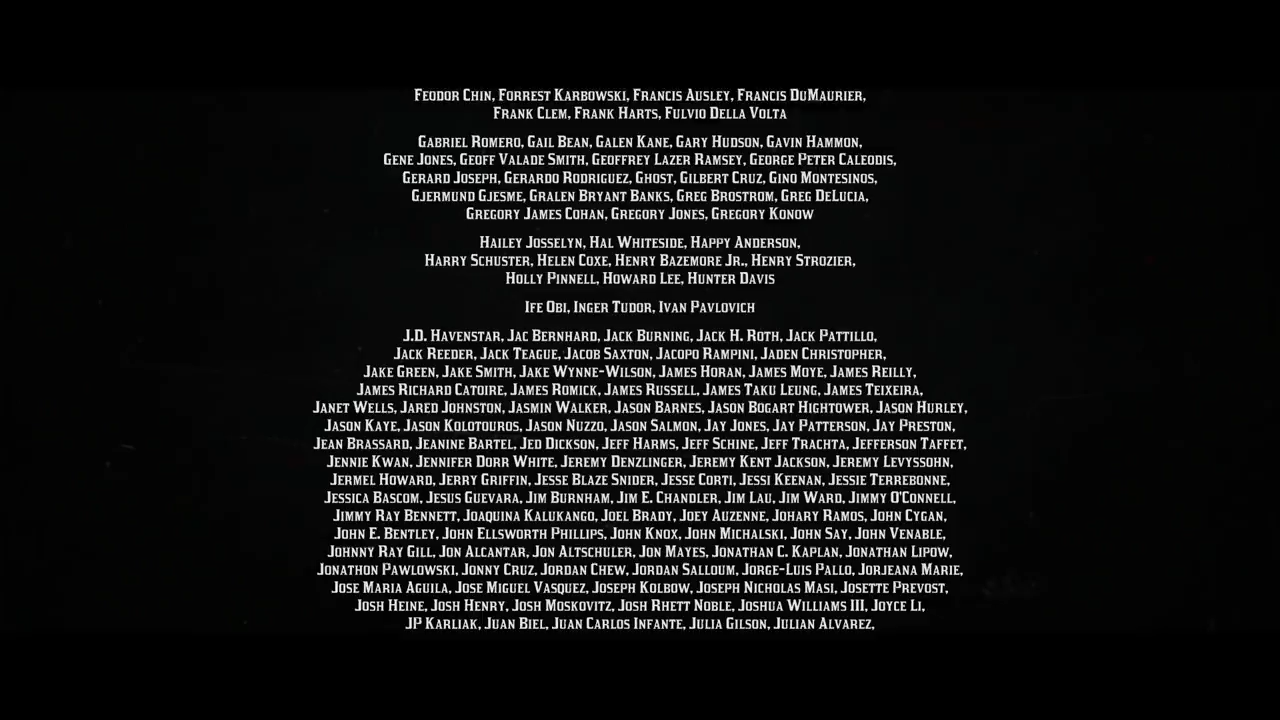 Feodor Chin, Forrest Karbowski, Francis Ausley, Francis DuMaurier,
Frank Clem, Frank Harts, Fulvio Della Volta
Gabriel Romero, Gail Bean, Galen Kane, Gary Hudson, Gavin Hammon,
Gene Jones, Geoff Valade Smith, Geoffrey Lazer Ramsey, George Peter Caleodis,
Gerard Joseph, Gerardo Rodriguez, Ghost, Gilbert Cruz, Gino Montesinos,
Gjermund Gjesme, Gralen Bryant Banks, Greg Brostrom, Greg DeLucia,
Gregory James Cohan, Gregory Jones, Gregory Konow
Hailey Josselyn, Hal Whiteside, Happy Anderson,
Harry Schuster, Helen Coxe, Henry Bazemore Jr., Henry Strozier,
Holly Pinnell, Howard Lee, Hunter Davis
Ife Obi, Inger Tudor, Ivan Pavlovich
J.D. Havenstar, Jac Bernhard, Jack Burning, Jack H. Roth, Jack Pattillo,
Jack Reeder, Jack Teague, Jacob Saxton, Jacopo Rampini, Jaden Christopher,
Jake Green, Jake Smith, Jake Wynne-Wilson, James Horan, James Moye, James Reilly,
James Richard Catoire, James Romick, James Russell, James Taku Leung, James Teixeira,
Janet Wells, Jared Johnston, Jasmin Walker, Jason Barnes, Jason Bogart Hightower, Jason Hurley,
Jason Kaye, Jason Kolotouros, Jason Nuzzo, Jason Salmon, Jay Jones, Jay Patterson, Jay Preston,
Jean Brassard, Jeanine Bartel, Jed Dickson, Jeff Harms, Jeff Schine, Jeff Trachta, Jefferson Taffet,
Jennie Kwan, Jennifer Dorr White, Jeremy Denzlinger, Jeremy Kent Jackson, Jeremy Levyssohn,
Jermel Howard, Jerry Griffin, Jesse Blaze Snider, Jesse Corti, Jessi Keenan, Jessie Terrebonne,
Jessica Bascom, Jesus Guevara, Jim Burnham, Jim E. Chandler, Jim Lau, Jim Ward, Jimmy O'Connell,
Jimmy Ray Bennett, Joaquina Kalukango, Joel Brady, Joey Auzenne, Johary Ramos, John Cygan,
John E. Bentley, John Ellsworth Phillips, John Knox, John Michalski, John Say, John Venable,
Johnny Ray Gill, Jon Alcantar, Jon Altschuler, Jon Mayes, Jonathan C. Kaplan, Jonathan Lipow,
Jonathon Pawlowski, Jonny Cruz, Jordan Chew, Jordan Salloum, Jorge-Luis Pallo, Jorjeana Marie,
Jose Maria Aguila, Jose Miguel Vasquez, Joseph Kolbow, Joseph Nicholas Masi, Josette Prevost,
Josh Heine, Josh Henry, Josh Moskovitz, Josh Rhett Noble, Joshua Williams III, Joyce Li,
JP Karliak, Juan Biel, Juan Carlos Infante, Julia Gilson, Julian Alvarez,